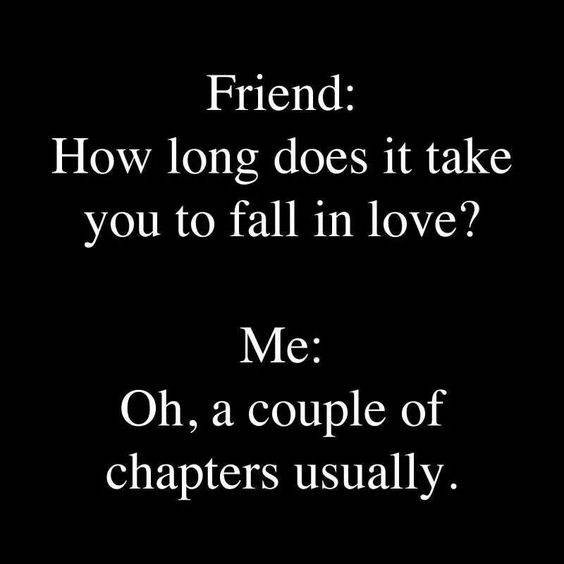 Friend:
How long does it take
you to fall in love?
Me:
Oh, a couple of
chapters usually.